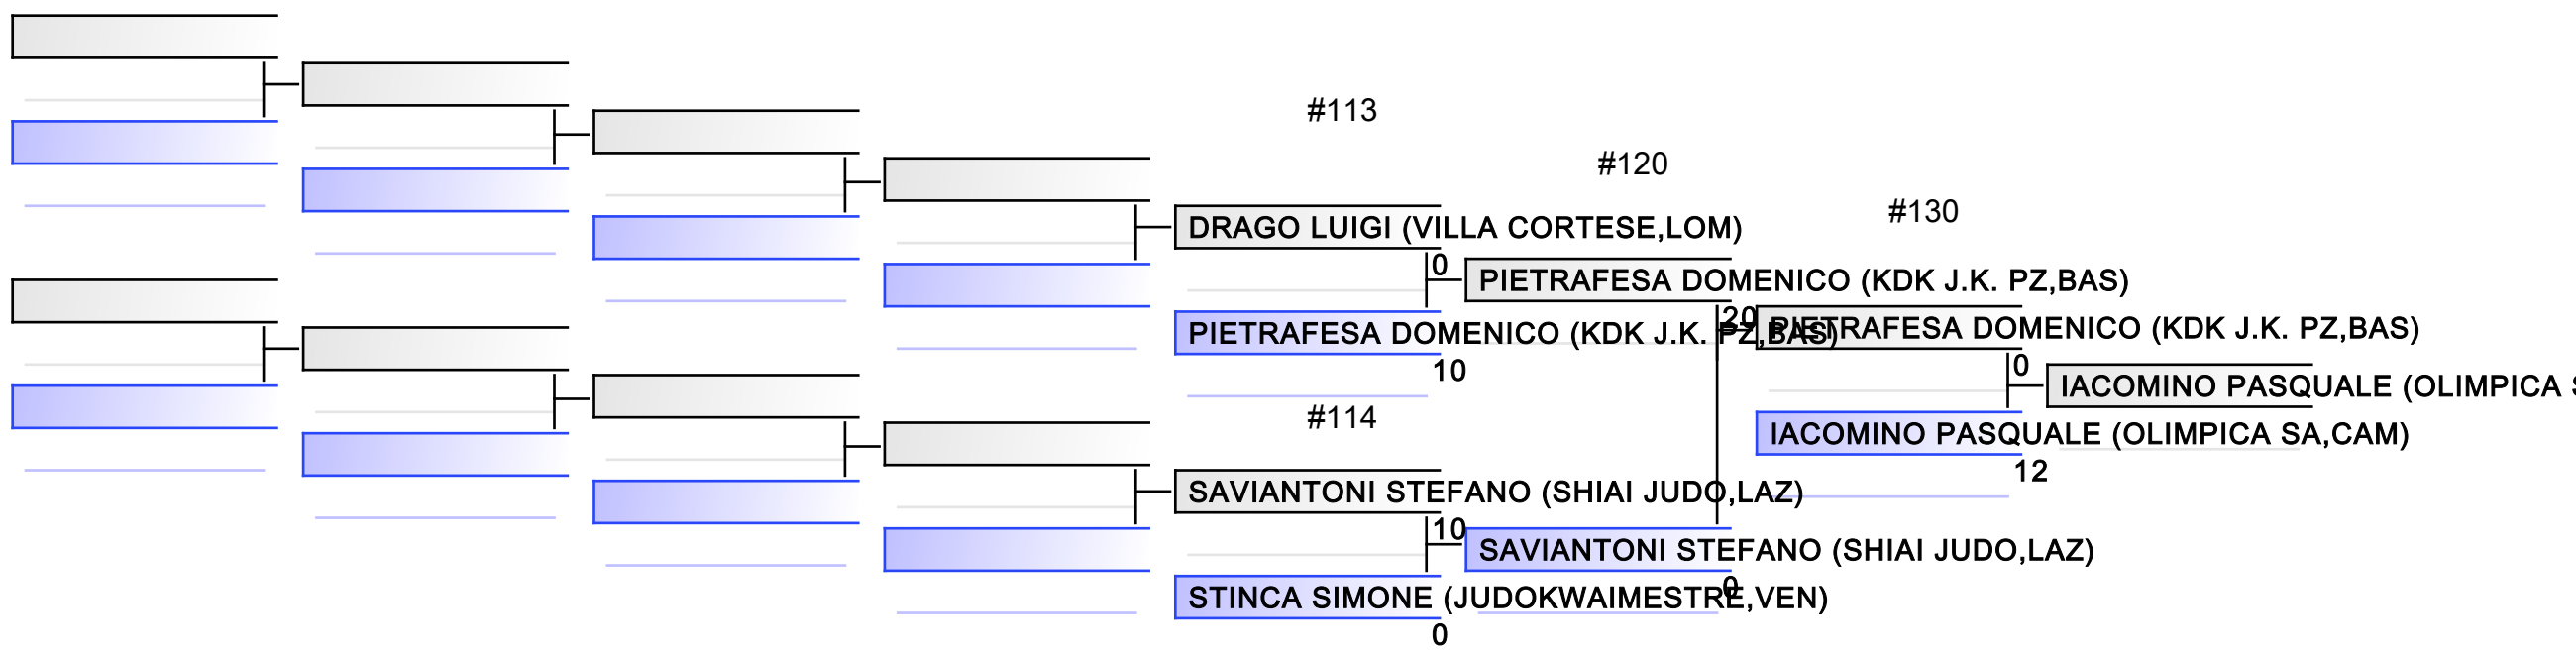 #113
#120
#130
DRAGO LUIGI (VILLA CORTESE,LOM)
0
PIETRAFESA DOMENICO (KDK J.K. PZ,BAS)
20
PIETRAFESA DOMENICO (KDK J.K. PZ,BAS)
PIETRAFESA DOMENICO (KDK J.K. PZ,BAS)
10
0
IACOMINO PASQUALE (OLIMPICA
#114
IACOMINO PASQUALE (OLIMPICA SA,CAM)
12
SAVIANTONI STEFANO (SHIAI JUDO,LAZ)
10
SAVIANTONI STEFANO (SHIAI JUDO,LAZ)
0
STINCA SIMONE (JUDOKWAIMESTRE,VEN)
0